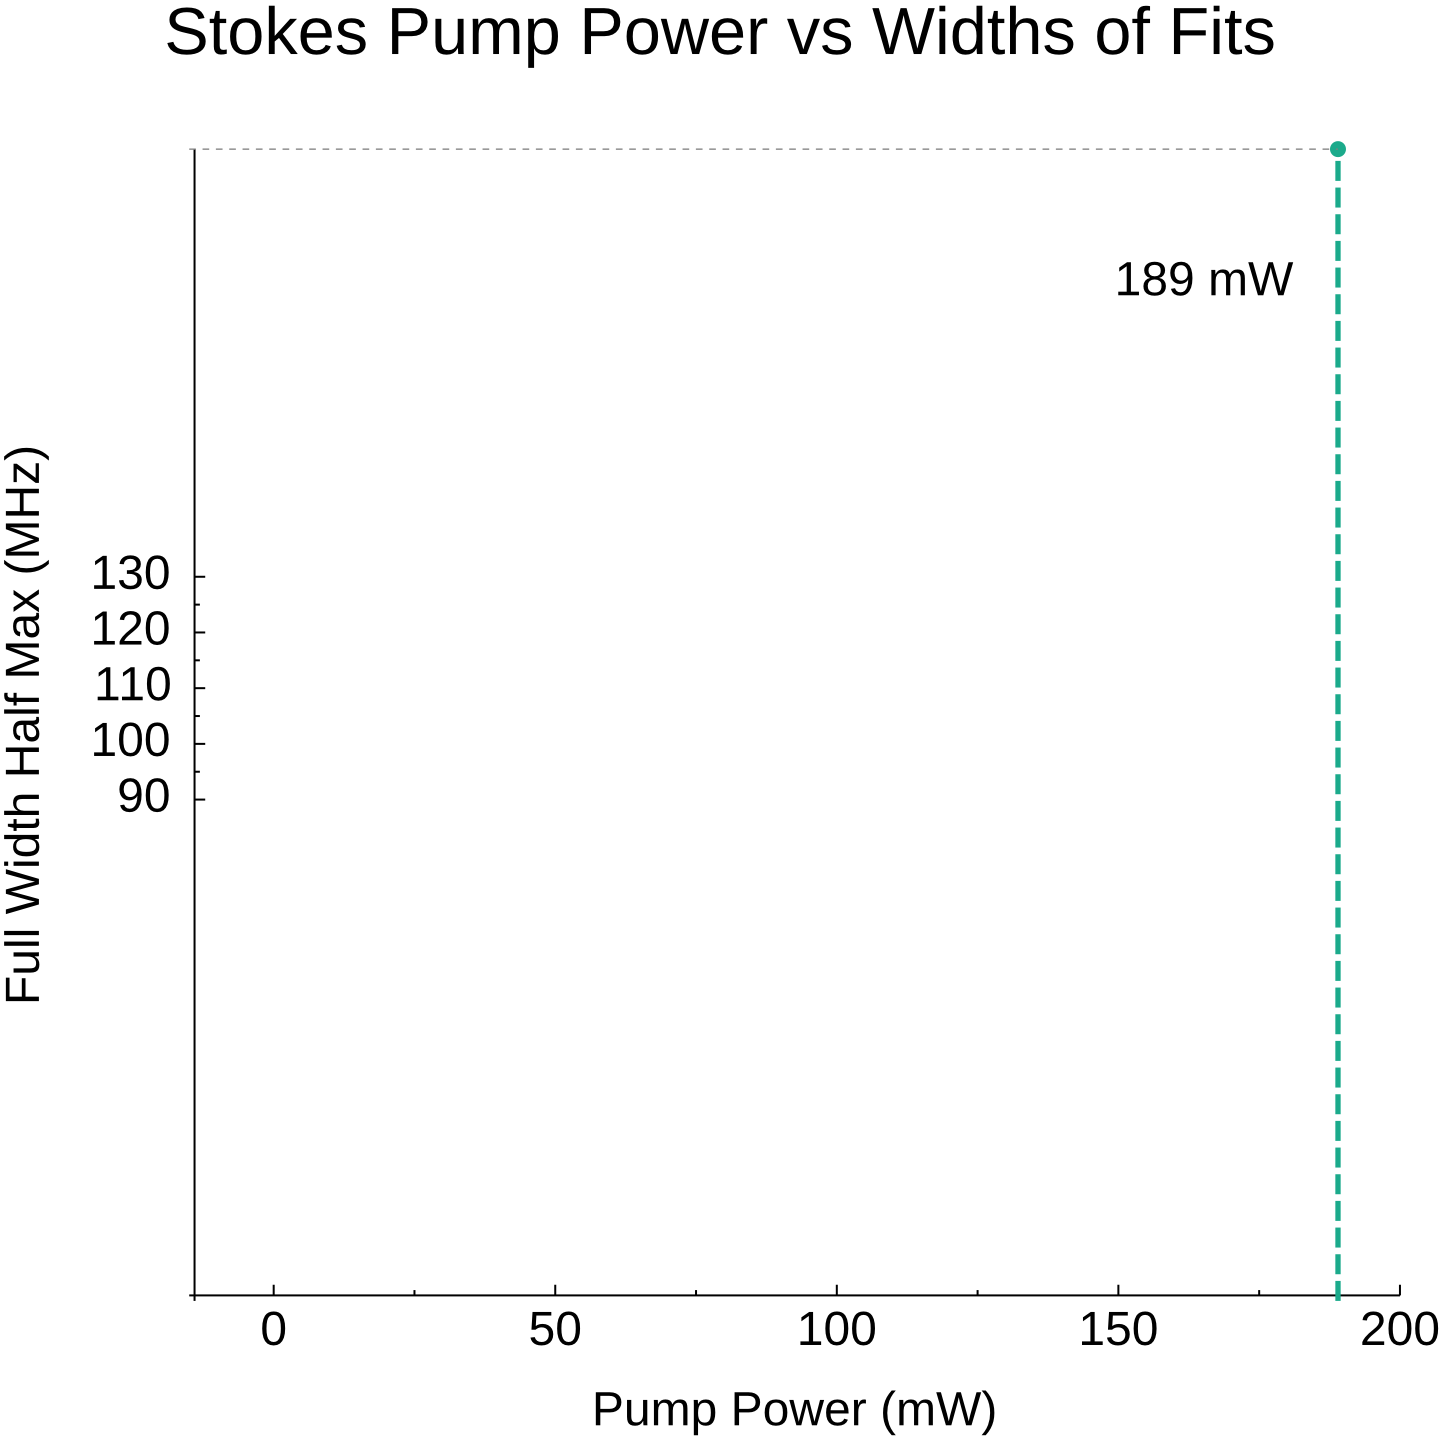 Stokes Pump Power vs Widths of Fits
189 mW
Full Width Half Max (MHz)
130
120
110
100
90
0 50 100 150 200
Pump Power (mW)